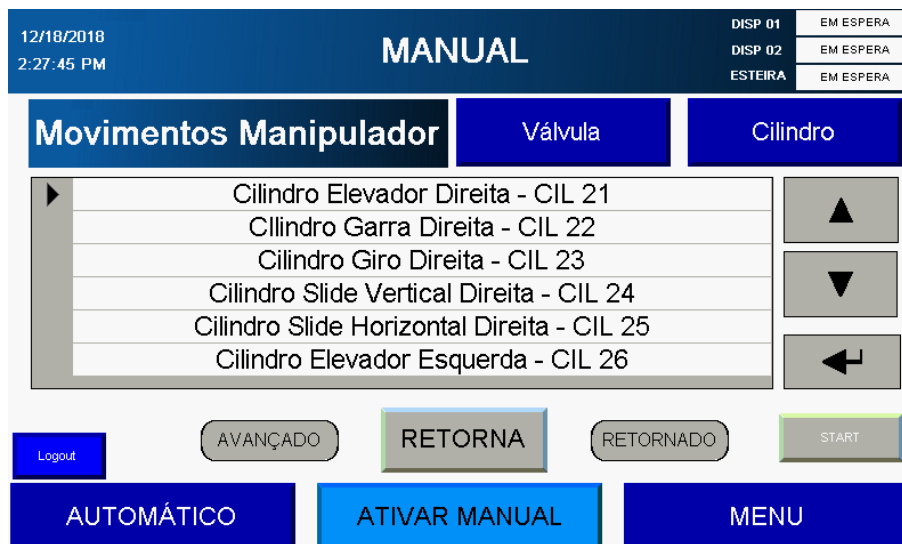 12/18/2018
2:27:45 PM
MANUAL
DISP 01 EM ESPERA
DISP 02 EM ESPERA
ESTEIRA EM ESPERA
Movimentos Manipulador
Válvula
Cilindro
Cilindro Elevador Direita - CIL 21
CIlindro Garra Direita - CIL 22
Cilindro Giro Direita - CIL 23
Cilindro Slide Vertical Direita - CIL 24
Cilindro Slide Horizontal Direita - CIL 25
Cilindro Elevador Esquerda - CIL 26
AVANÇADO
RETORNA
RETORNADO
START
Logout
AUTOMÁTICO
ATIVAR MANUAL
MENU